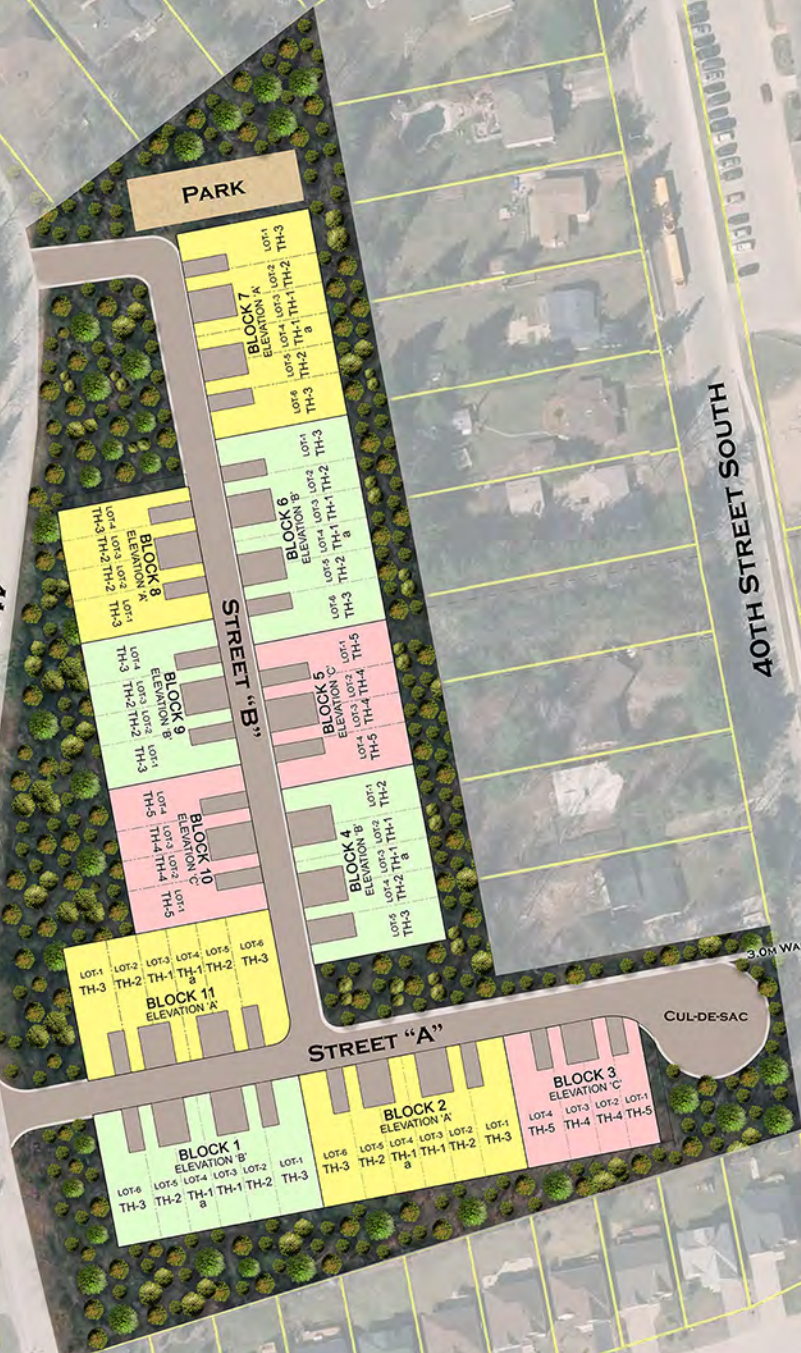 PARK
LOT-1
TH-3
LOT-2
TH-2
LOT-3
TH-1
LOT-4
TH-1
a
LOT-5
TH-2
LOT-6
TH-3
BLOCK 7
ELEVATION 'A'
LOT-1
TH-3
LOT-2
TH-2
LOT-3
TH-1
LOT-4
TH-1
a
LOT-5
TH-2
LOT-6
TH-3
BLOCK 6
ELEVATION 'B'
40TH STREET SOUTH
BLOCK 8
ELEVATION 'A'
LOT-4
TH-3
LOT-3
TH-2
LOT-2
TH-2
LOT-1
TH-3
STREET "B"
BLOCK 9
ELEVATION 'B'
LOT-4
TH-3
LOT-3
TH-2
LOT-2
TH-2
LOT-1
TH-3
LOT-1
TH-5
LOT-2
TH-4
LOT-3
TH-4
LOT-4
TH-5
BLOCK 5
ELEVATION 'C'
BLOCK 10
ELEVATION 'C'
LOT-4
TH-5
LOT-3
TH-4
LOT-2
TH-4
LOT-1
TH-5
LOT-1
TH-2
LOT-2
TH-1
LOT-3
TH-1
a
LOT-4
TH-2
LOT-5
TH-3
BLOCK 4
ELEVATION 'B'
LOT-1 LOT-2 LOT-3 LOT-4 LOT-5 LOT-6
TH-3 TH-2 TH-1 TH-1 TH-2 TH-3
a
BLOCK 11
ELEVATION 'A'
3.0M WA
CUL-DE-SAC
STREET "A"
BLOCK 3
ELEVATION 'C'
LOT-4 LOT-3 LOT-2 LOT-1
TH-5 TH-4 TH-4 TH-5
BLOCK 2
ELEVATION 'A'
LOT-6 LOT-5 LOT-4 LOT-3 LOT-2 LOT-1
TH-3 TH-2 TH-1 TH-1 TH-2 TH-3
a
BLOCK 1
ELEVATION 'B'
LOT-6 LOT-5 LOT-4 LOT-3 LOT-2 LOT-1
TH-3 TH-2 TH-1 TH-1 TH-2 TH-3
a